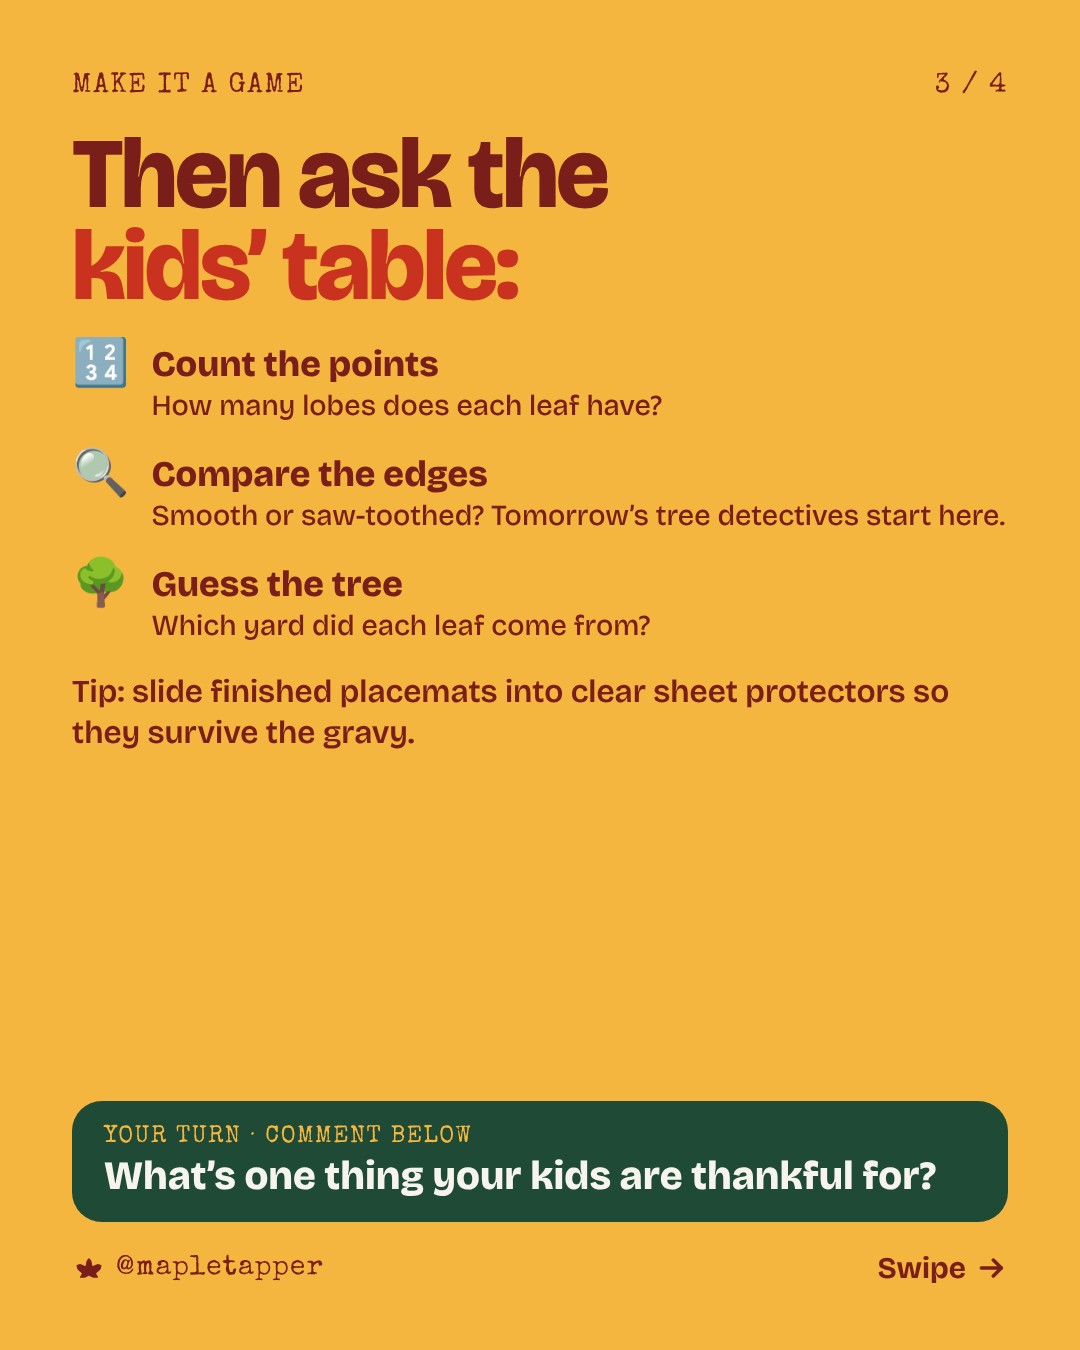 MAKE IT A GAME
3 / 4
Then ask the
kids’ table:
Count the points
How many lobes does each leaf have?
Compare the edges
Smooth or saw-toothed? Tomorrow’s tree detectives start here.
Guess the tree
Which yard did each leaf come from?
Tip: slide finished placemats into clear sheet protectors so
they survive the gravy.
YOUR TURN · COMMENT BELOW
What’s one thing your kids are thankful for?
@mapletapper
Swipe →